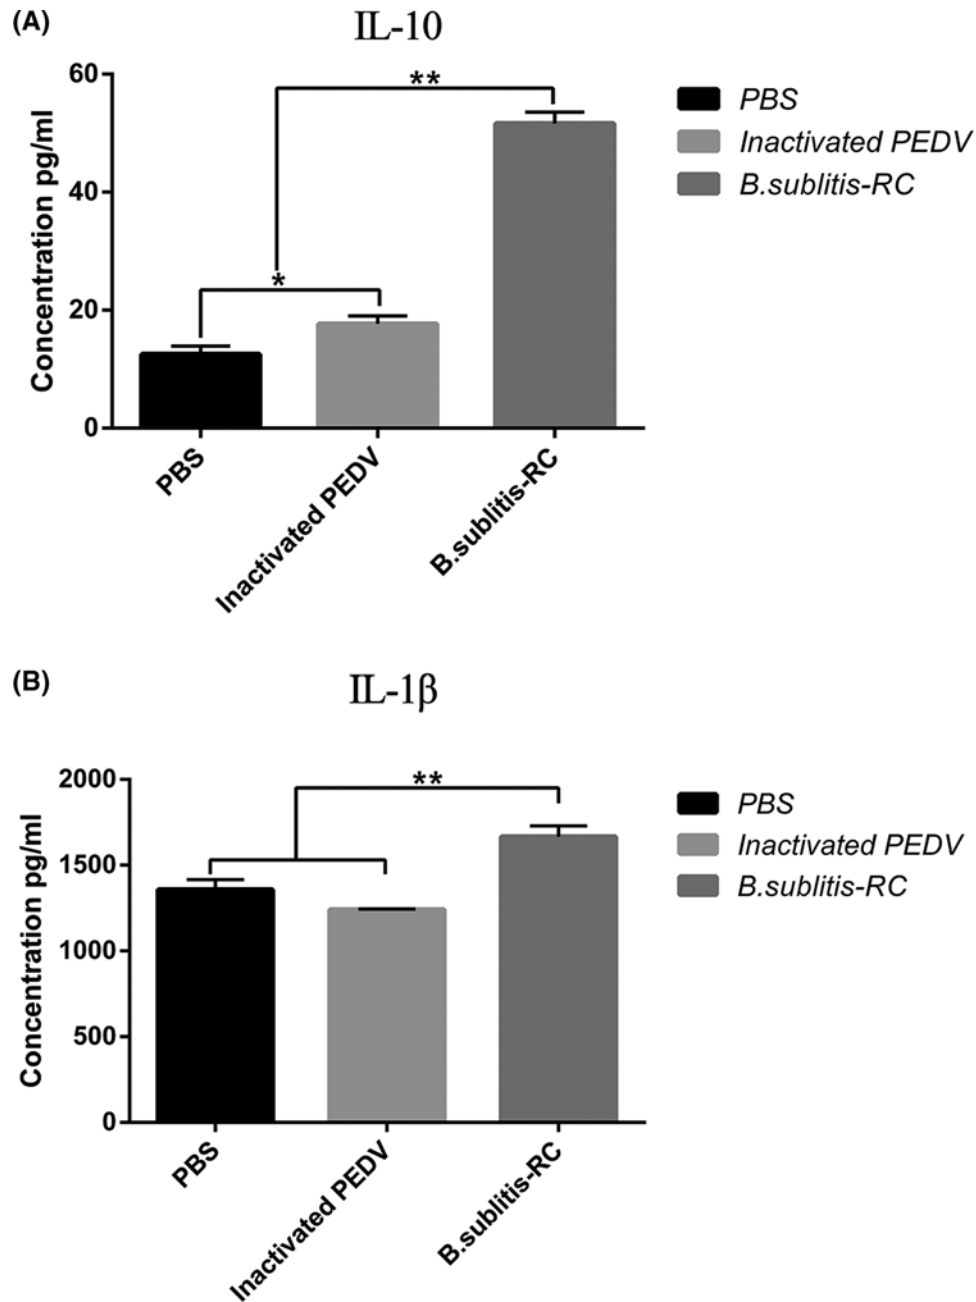 (A)
IL-10
**
*
Concentration pg/ml
60
40
20
0
PBS
Inactivated PEDV
B.sublitis-RC
PBS
Inactivated PEDV
B.sublitis-RC
(B)
IL-1β
**
Concentration pg/ml
2000
1500
1000
500
0
PBS
Inactivated PEDV
B.sublitis-RC
PBS
Inactivated PEDV
B.sublitis-RC